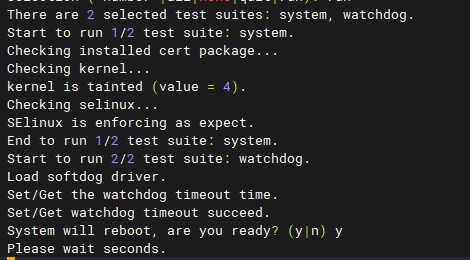 There are 2 selected test suites: system, watchdog.
Start to run 1/2 test suite: system.
Checking installed cert package...
Checking kernel...
kernel is tainted (value = 4).
Checking selinux...
SElinux is enforcing as expect.
End to run 1/2 test suite: system.
Start to run 2/2 test suite: watchdog.
Load softdog driver.
Set/Get the watchdog timeout time.
Set/Get watchdog timeout succeed.
System will reboot, are you ready? (y|n) y
Please wait seconds.